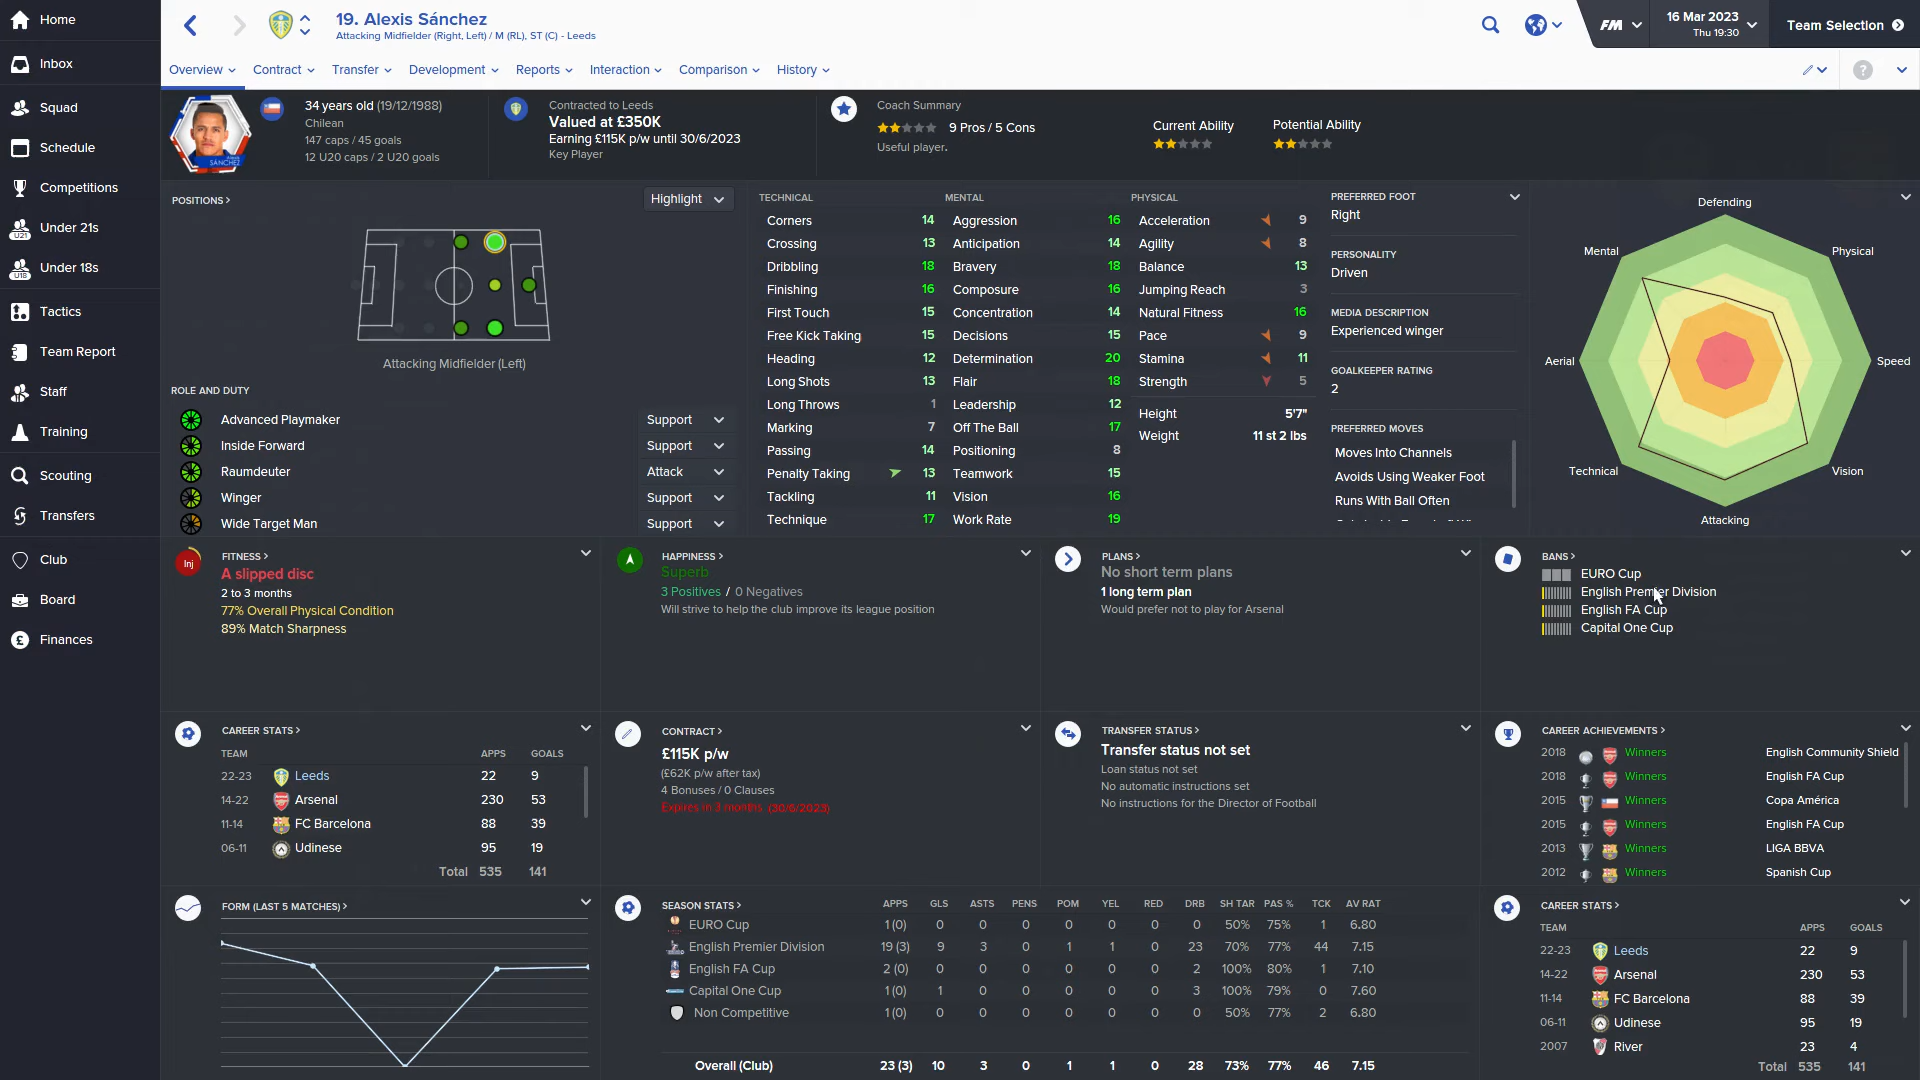 Home
Inbox
Squad
Schedule
Competitions
Under 21s
Under 18s
Tactics
Team Report
Staff
Training
Scouting
Transfers
Club
Board
Finances
19. Alexis Sánchez
Attacking Midfielder (Right, Left) / M (RL), ST (C) - Leeds
FM
16 Mar 2023
Thu 19:30
Team Selection
Overview Contract Transfer Development Reports Interaction Comparison History
?
SÁNCHEZ
34 years old (19/12/1988)
Chilean
147 caps / 45 goals
12 U20 caps / 2 U20 goals
Contracted to Leeds
Valued at £350K
Earning £115K p/w until 30/6/2023
Key Player
Coach Summary
9 Pros / 5 Cons
Useful player.
Current Ability
Potential Ability
POSITIONS >
Highlight
Attacking Midfielder (Left)
ROLE AND DUTY
Advanced Playmaker Support
Inside Forward Support
Raumdeuter Attack
Winger Support
Wide Target Man Support
TECHNICAL
Corners 14
Crossing 13
Dribbling 18
Finishing 16
First Touch 15
Free Kick Taking 15
Heading 12
Long Shots 13
Long Throws 1
Marking 7
Passing 14
Penalty Taking 13
Tackling 11
Technique 17
MENTAL
Aggression 16
Anticipation 14
Bravery 18
Composure 16
Concentration 14
Decisions 15
Determination 20
Flair 18
Leadership 12
Off The Ball 17
Positioning 8
Teamwork 15
Vision 16
Work Rate 19
PHYSICAL
Acceleration 9
Agility 8
Balance 13
Jumping Reach 3
Natural Fitness 16
Pace 9
Stamina 11
Strength 5
Height 5'7"
Weight 11 st 2 lbs
PREFERRED FOOT
Right
PERSONALITY
Driven
MEDIA DESCRIPTION
Experienced winger
GOALKEEPER RATING
2
PREFERRED MOVES
Moves Into Channels
Avoids Using Weaker Foot
Runs With Ball Often
Defending
Physical
Speed
Vision
Attacking
Technical
Aerial
Mental
Inj
FITNESS >
A slipped disc
2 to 3 months
77% Overall Physical Condition
89% Match Sharpness
HAPPINESS >
Superb
3 Positives / 0 Negatives
Will strive to help the club improve its league position
PLANS >
No short term plans
1 long term plan
Would prefer not to play for Arsenal
BANS >
EURO Cup
English Premier Division
English FA Cup
Capital One Cup
CAREER STATS >
TEAM APPS GOALS
22-23 Leeds 22 9
14-22 Arsenal 230 53
11-14 FC Barcelona 88 39
06-11 Udinese 95 19
Total 535 141
CONTRACT >
£115K p/w
(£62K p/w after tax)
4 Bonuses / 0 Clauses
Expires in 3 months (30/6/2023)
TRANSFER STATUS >
Transfer status not set
Loan status not set
No automatic instructions set
No instructions for the Director of Football
CAREER ACHIEVEMENTS >
2018 Winners English Community Shield
2018 Winners English FA Cup
2015 Winners Copa América
2015 Winners English FA Cup
2013 Winners LIGA BBVA
2012 Winners Spanish Cup
FORM (LAST 5 MATCHES) >
SEASON STATS > APPS GLS ASTS PENS POM YEL RED DRB SH TAR PAS % TCK AV RAT
EURO Cup 1 (0) 0 0 0 0 0 0 0 50% 75% 1 6.80
English Premier Division 19 (3) 9 3 0 1 1 0 23 70% 77% 44 7.15
English FA Cup 2 (0) 0 0 0 0 0 0 2 100% 80% 1 7.10
Capital One Cup 1 (0) 1 0 0 0 0 0 3 100% 79% 0 7.60
Non Competitive 1 (0) 0 0 0 0 0 0 0 50% 77% 2 6.80
Overall (Club) 23 (3) 10 3 0 1 1 0 28 73% 77% 46 7.15
CAREER STATS >
TEAM APPS GOALS
22-23 Leeds 22 9
14-22 Arsenal 230 53
11-14 FC Barcelona 88 39
06-11 Udinese 95 19
2007 River 23 4
Total 535 141